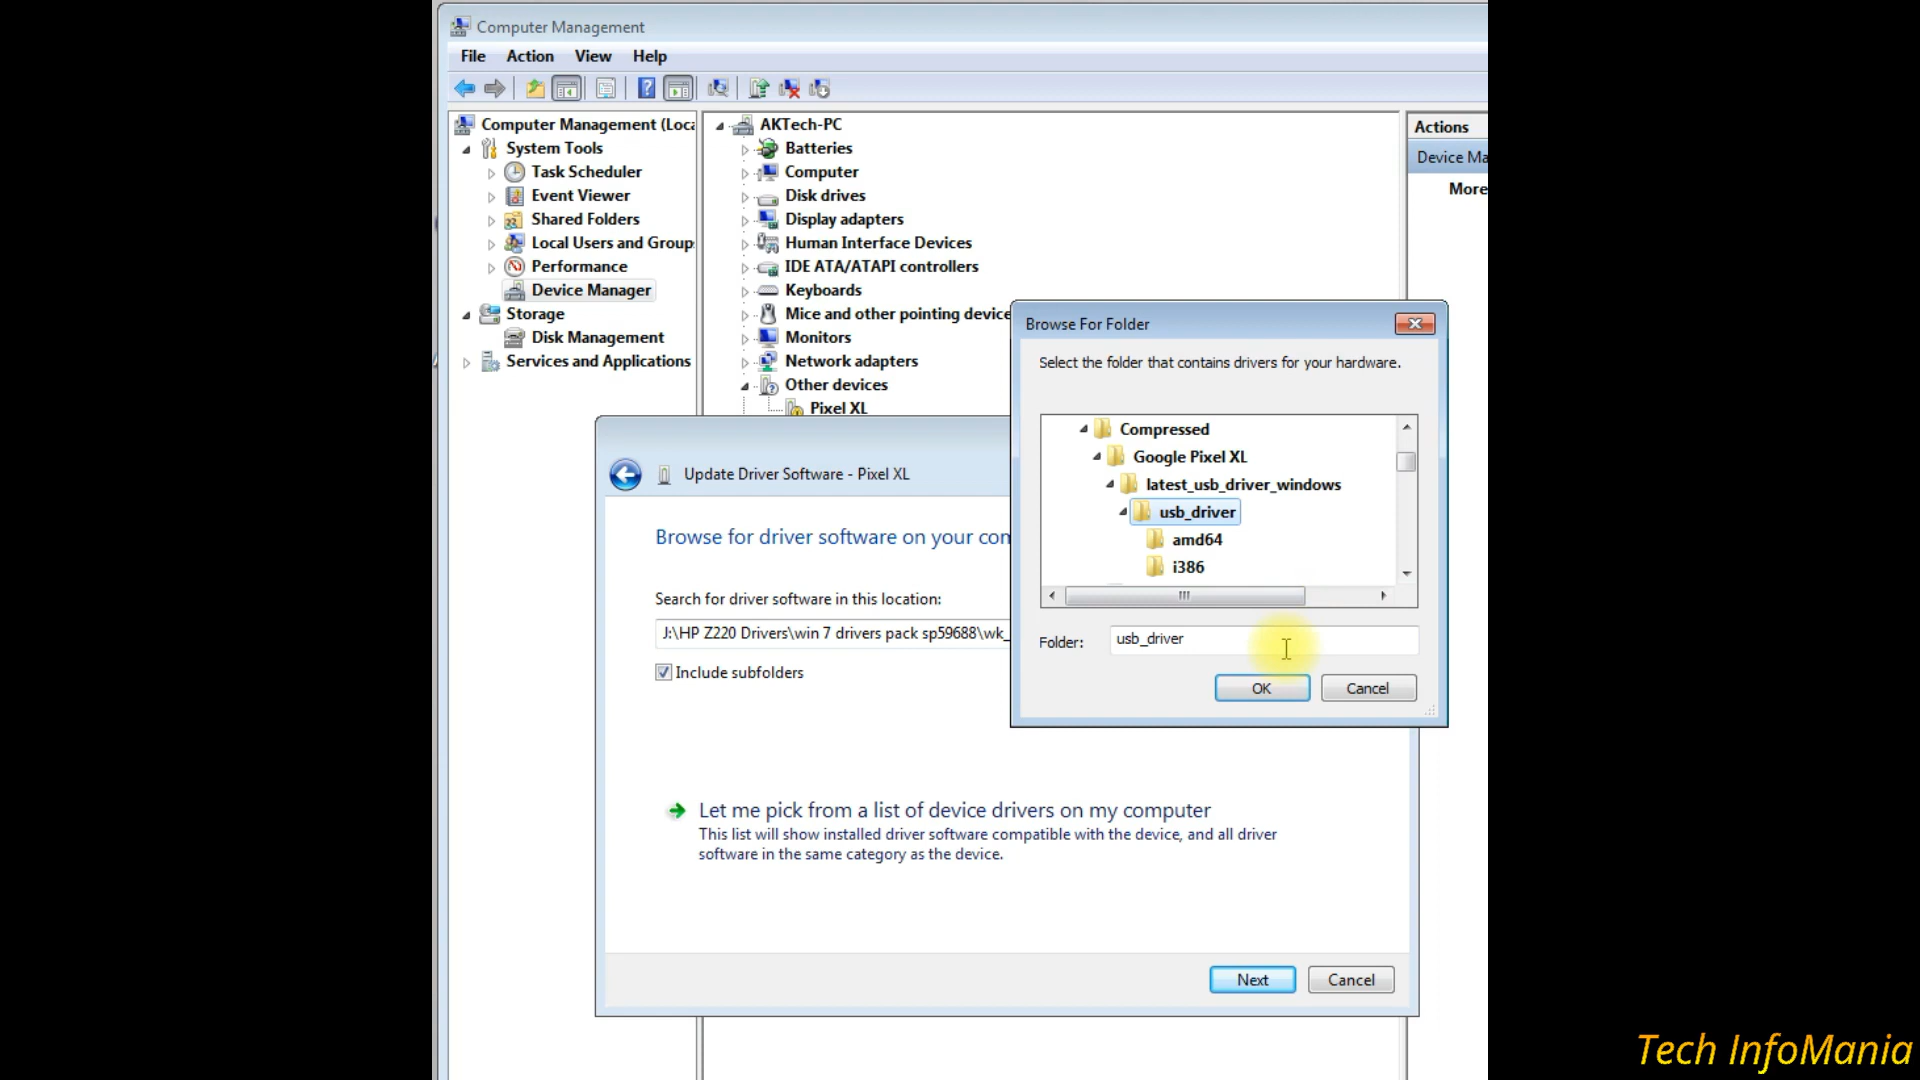 Computer Management
File Action View Help
Computer Management (Loca
System Tools
Task Scheduler
Event Viewer
Shared Folders
Local Users and Group
Performance
Device Manager
Storage
Disk Management
Services and Applications
AKTech-PC
Batteries
Computer
Disk drives
Display adapters
Human Interface Devices
IDE ATA/ATAPI controllers
Keyboards
Mice and other pointing device
Monitors
Network adapters
Other devices
Pixel XL
Actions
Device Ma
More
Update Driver Software - Pixel XL
Browse for driver software on your com
Search for driver software in this location:
J:\HP Z220 Drivers\win 7 drivers pack sp59688\wk_
Include subfolders
Let me pick from a list of device drivers on my computer
This list will show installed driver software compatible with the device, and all driver
software in the same category as the device.
Next Cancel
Browse For Folder
Select the folder that contains drivers for your hardware.
Compressed
Google Pixel XL
latest_usb_driver_windows
usb_driver
amd64
i386
Folder: usb_driver
OK Cancel
Tech InfoMania